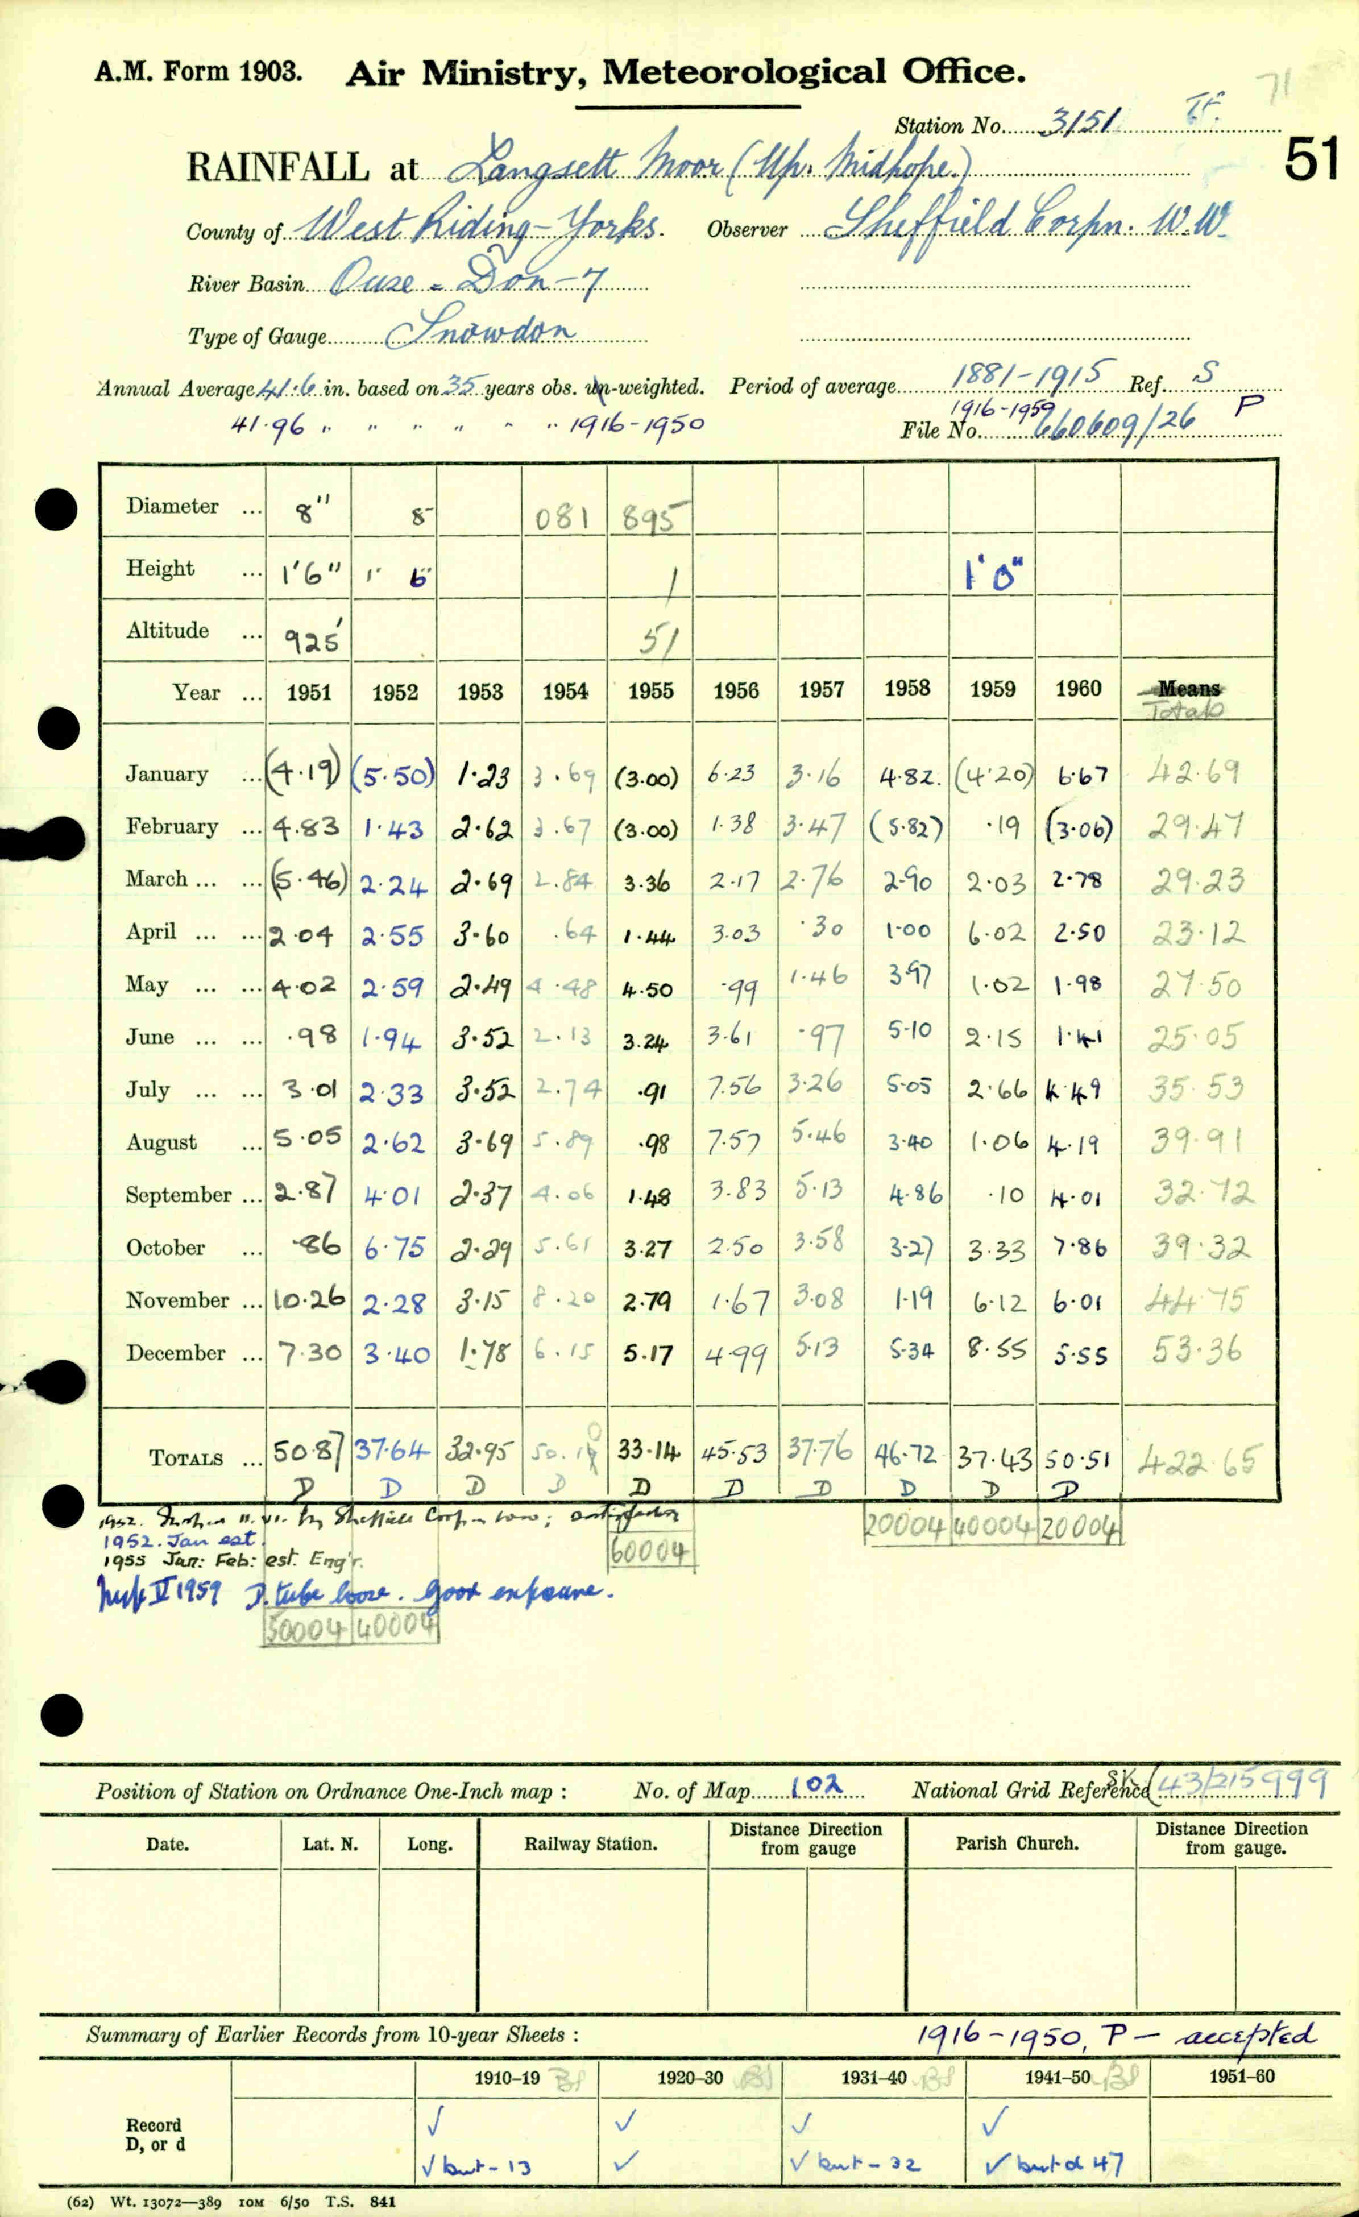 A.M. Form 1903. Air Ministry, Meteorological Office.
71
Station No. 3151 T.F.
51
RAINFALL at Langsett Moor (Up. Midhope.)
County of West Riding - Yorks. Observer Sheffield Corpn. W.W.
River Basin Ouse = Don - 7
Type of Gauge Snowdon
Annual Average 41.6 in. based on 35 years obs. un-weighted. Period of average 1881-1915 Ref. S
41.96 " " " " " " 1916-1950 1916-1959 P
File No. 660609/26
Diameter ... 8" 8" 081 895
Height ... 1'6" 1' 6" 1 1'0"
Altitude ... 925' 51
Year ... 1951 1952 1953 1954 1955 1956 1957 1958 1959 1960 Means
Totals
January ... (4.19) (5.50) 1.23 3.69 (3.00) 6.23 3.16 4.82 (4.20) 6.67 42.69
February ... 4.83 1.43 2.62 3.67 (3.00) 1.38 3.47 (5.82) .19 (3.06) 29.47
March ... ... (5.46) 2.24 2.69 2.84 3.36 2.17 2.76 2.90 2.03 2.78 29.23
April ... ... 2.04 2.55 3.60 .64 1.44 3.03 .30 1.00 6.02 2.50 23.12
May ... ... 4.02 2.59 2.49 4.48 4.50 .99 1.46 3.97 1.02 1.98 27.50
June ... ... .98 1.94 3.52 2.13 3.24 3.61 .97 5.10 2.15 1.41 25.05
July ... ... 3.01 2.33 3.52 2.74 .91 7.56 3.26 5.05 2.66 4.49 35.53
August ... 5.05 2.62 3.69 5.89 .98 7.57 5.46 3.40 1.06 4.19 39.91
September ... 2.87 4.01 2.37 4.06 1.48 3.83 5.13 4.86 .10 4.01 32.72
October ... .86 6.75 2.29 5.61 3.27 2.50 3.58 3.27 3.33 7.86 39.32
November ... 10.26 2.28 3.15 8.20 2.79 1.67 3.08 1.19 6.12 6.01 44.75
December ... 7.30 3.40 1.78 6.15 5.17 4.99 5.13 5.34 8.55 5.55 53.36
TOTALS ... 50.87 37.64 32.95 50.10 33.14 45.53 37.76 46.72 37.43 50.51 422.65
D D D D D D D D D D
1952. by Sheffield Corpn
1952. Jan est.
60004 20004 40004 20004
1955 Jan: Feb: est. Eng'r.
Insp V 1959 D. tube loose. Good exposure.
50004 40004
Position of Station on Ordnance One-Inch map : No. of Map 102 National Grid Reference SK (43/215999
Date. Lat. N. Long. Railway Station. Distance Direction from gauge Parish Church. Distance Direction from gauge.
Summary of Earlier Records from 10-year Sheets : 1916-1950, P - accepted
1910-19 1920-30 1931-40 1941-50 1951-60
Record ✓ ✓ ✓ ✓
D, or d ✓ but - 13 ✓ ✓ but - 32 ✓ but d 47
(62) Wt. 13072—389 10M 6/50 T.S. 841